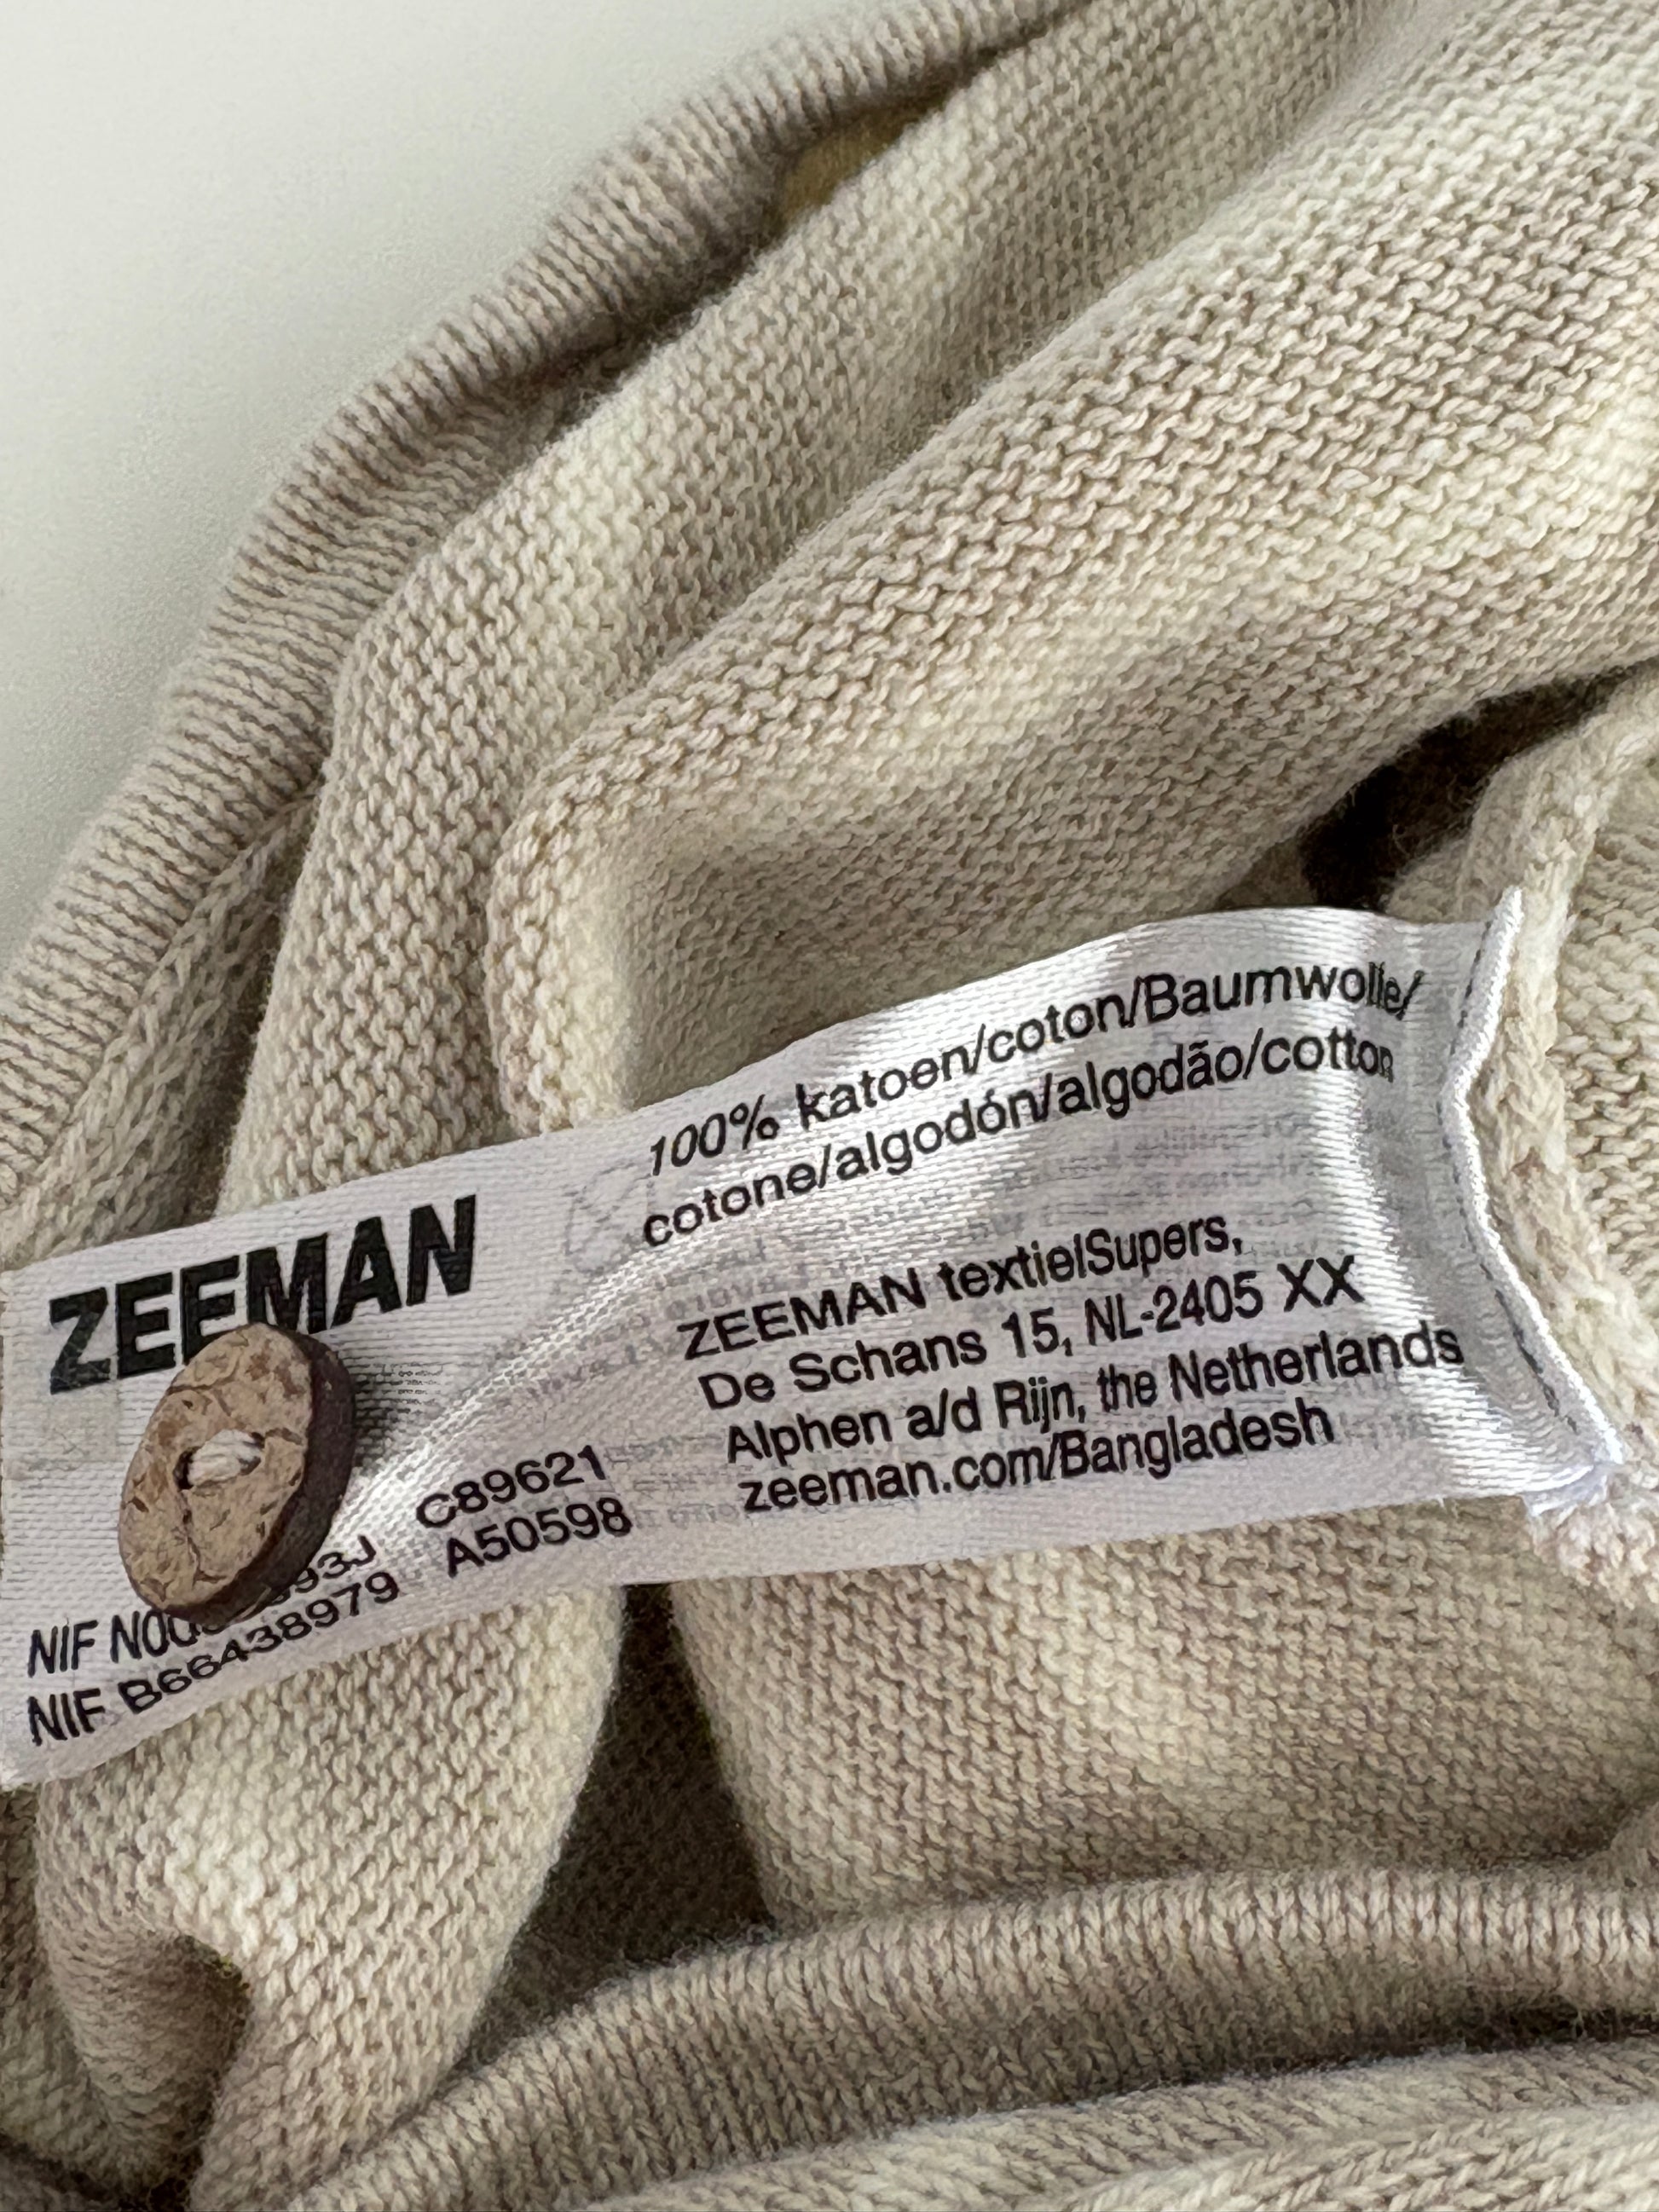 100% katoen/coton/Baumwolle/
cotone/algodón/algodão/cotton
ZEEMAN
ZEEMAN textielSupers,
De Schans 15, NL-2405 XX
Alphen a/d Rijn, the Netherlands
zeeman.com/Bangladesh
C89621
A50598
NIF
NIF B66438979